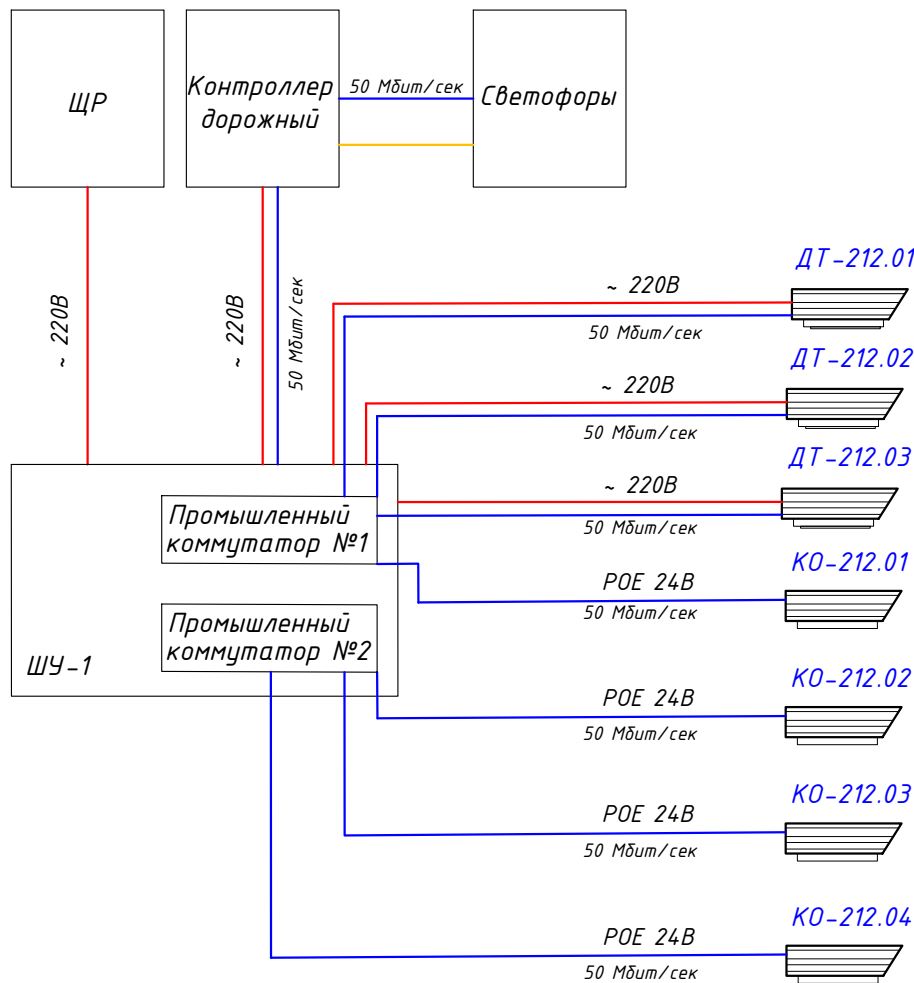 ЩР
Контроллер
дорожный
50 Мбит/сек
Светофоры
~ 220В
~ 220В
50 Мбит/сек
ДТ-212.01
~ 220В
50 Мбит/сек
ДТ-212.02
~ 220В
50 Мбит/сек
ДТ-212.03
~ 220В
50 Мбит/сек
Промышленный
коммутатор №1
КО-212.01
POE 24В
50 Мбит/сек
Промышленный
коммутатор №2
ШУ-1
КО-212.02
POE 24В
50 Мбит/сек
КО-212.03
POE 24В
50 Мбит/сек
КО-212.04
POE 24В
50 Мбит/сек